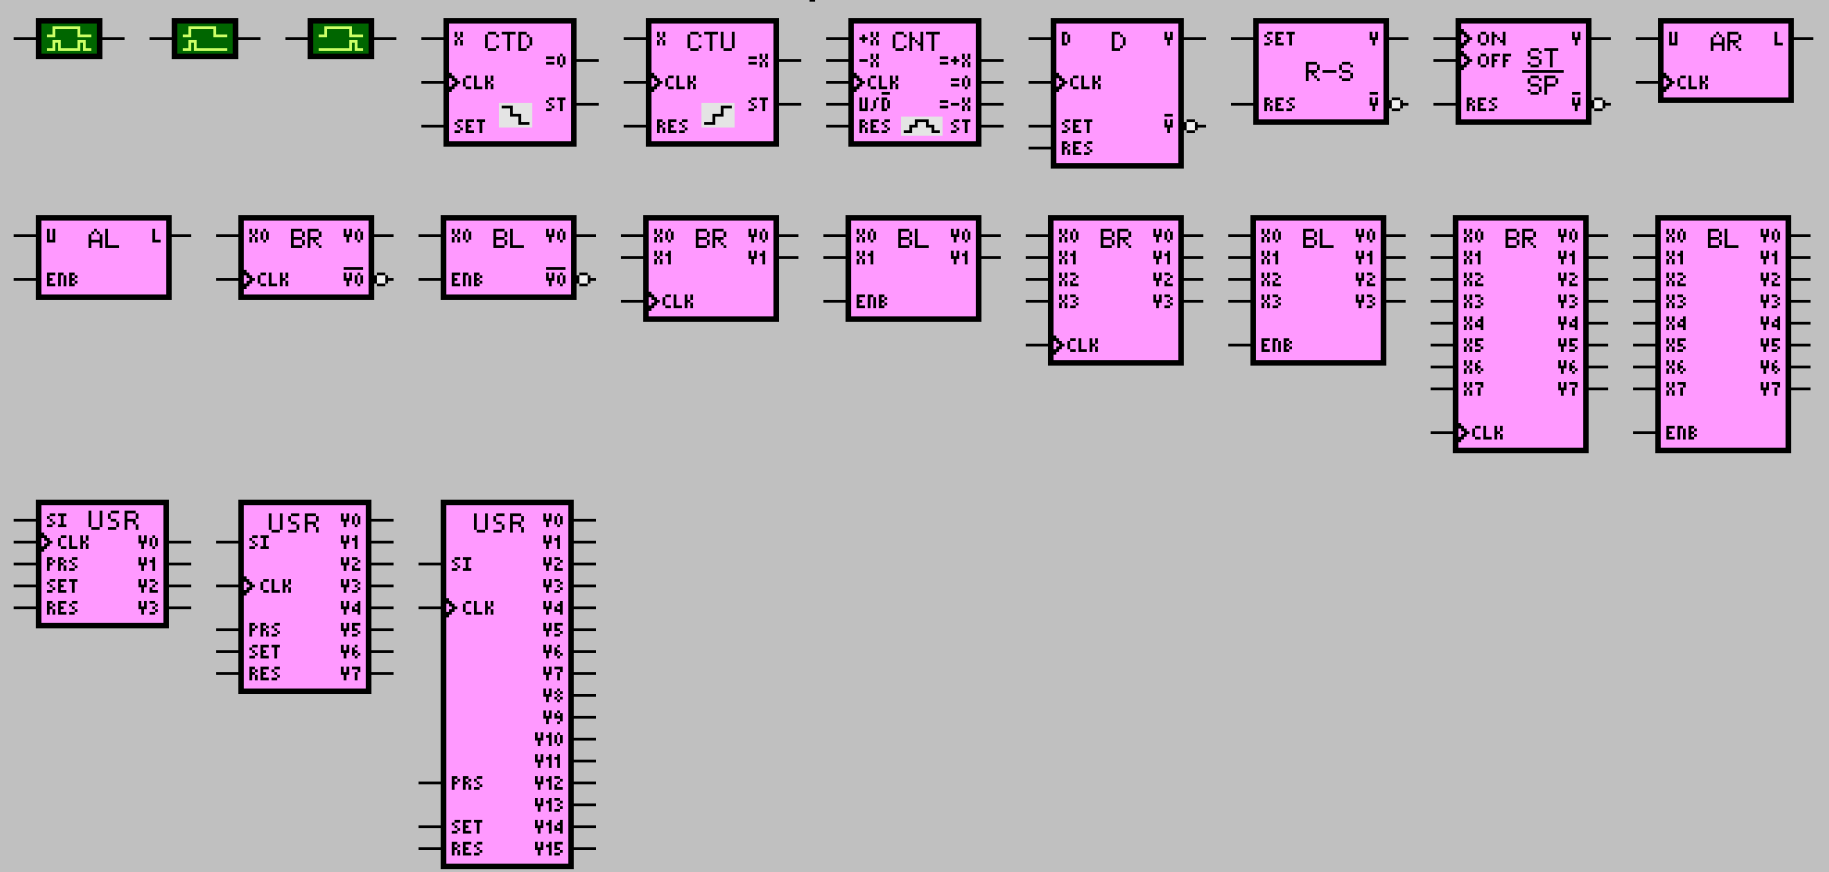 X CTD
=0
CLK
ST
SET
X CTU
=X
CLK
ST
RES
+X CNT
-X =+X
CLK =0
U/D̅ =-X
RES ST
D D Y
CLK
SET Y̅
RES
SET Y
R-S
RES Y̅
ON Y
OFF ST
SP
RES Y̅
U AR L
CLK
U AL L
ENB
X0 BR Y0
CLK Y̅0̅
X0 BL Y0
ENB Y̅0̅
X0 BR Y0
X1 Y1
CLK
X0 BL Y0
X1 Y1
ENB
X0 BR Y0
X1 Y1
X2 Y2
X3 Y3
CLK
X0 BL Y0
X1 Y1
X2 Y2
X3 Y3
ENB
X0 BR Y0
X1 Y1
X2 Y2
X3 Y3
X4 Y4
X5 Y5
X6 Y6
X7 Y7
CLK
X0 BL Y0
X1 Y1
X2 Y2
X3 Y3
X4 Y4
X5 Y5
X6 Y6
X7 Y7
ENB
SI USR
CLK Y0
PRS Y1
SET Y2
RES Y3
USR Y0
SI Y1
Y2
CLK Y3
Y4
PRS Y5
SET Y6
RES Y7
USR Y0
Y1
SI Y2
Y3
CLK Y4
Y5
Y6
Y7
Y8
Y9
Y10
Y11
PRS Y12
Y13
SET Y14
RES Y15